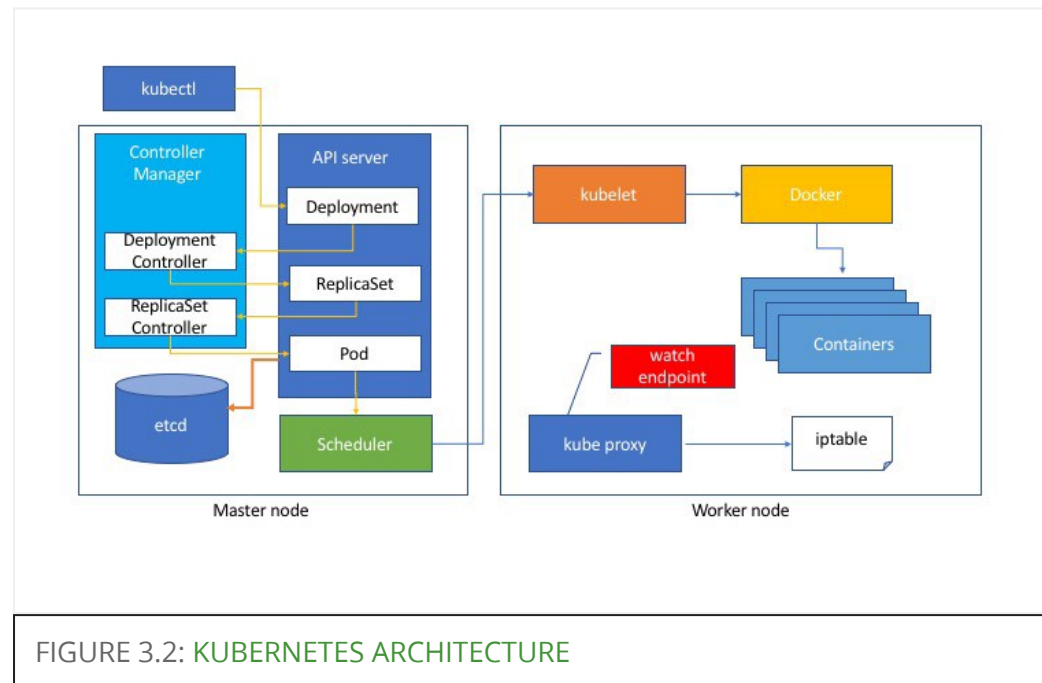 kubectl
Controller
Manager
API server
Deployment
Deployment
Controller
ReplicaSet
ReplicaSet
Controller
Pod
etcd
Scheduler
Master node
kubelet
Docker
Containers
watch
endpoint
kube proxy
iptable
Worker node
FIGURE 3.2: KUBERNETES ARCHITECTURE